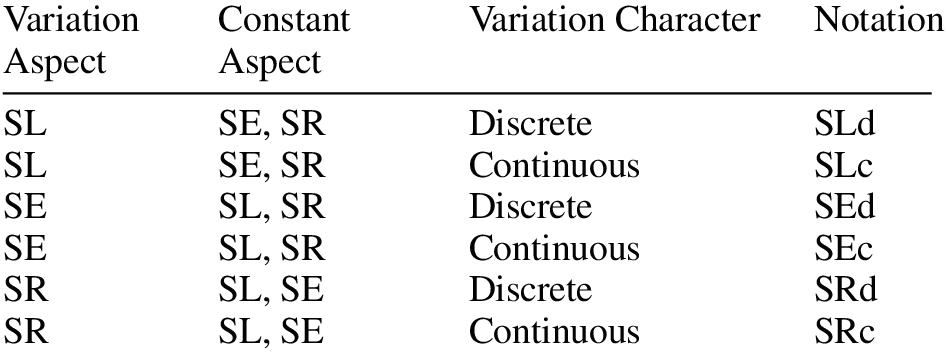 Variation Aspect Constant Aspect Variation Character Notation
SL SE, SR Discrete SLd
SL SE, SR Continuous SLc
SE SL, SR Discrete SEd
SE SL, SR Continuous SEc
SR SL, SE Discrete SRd
SR SL, SE Continuous SRc